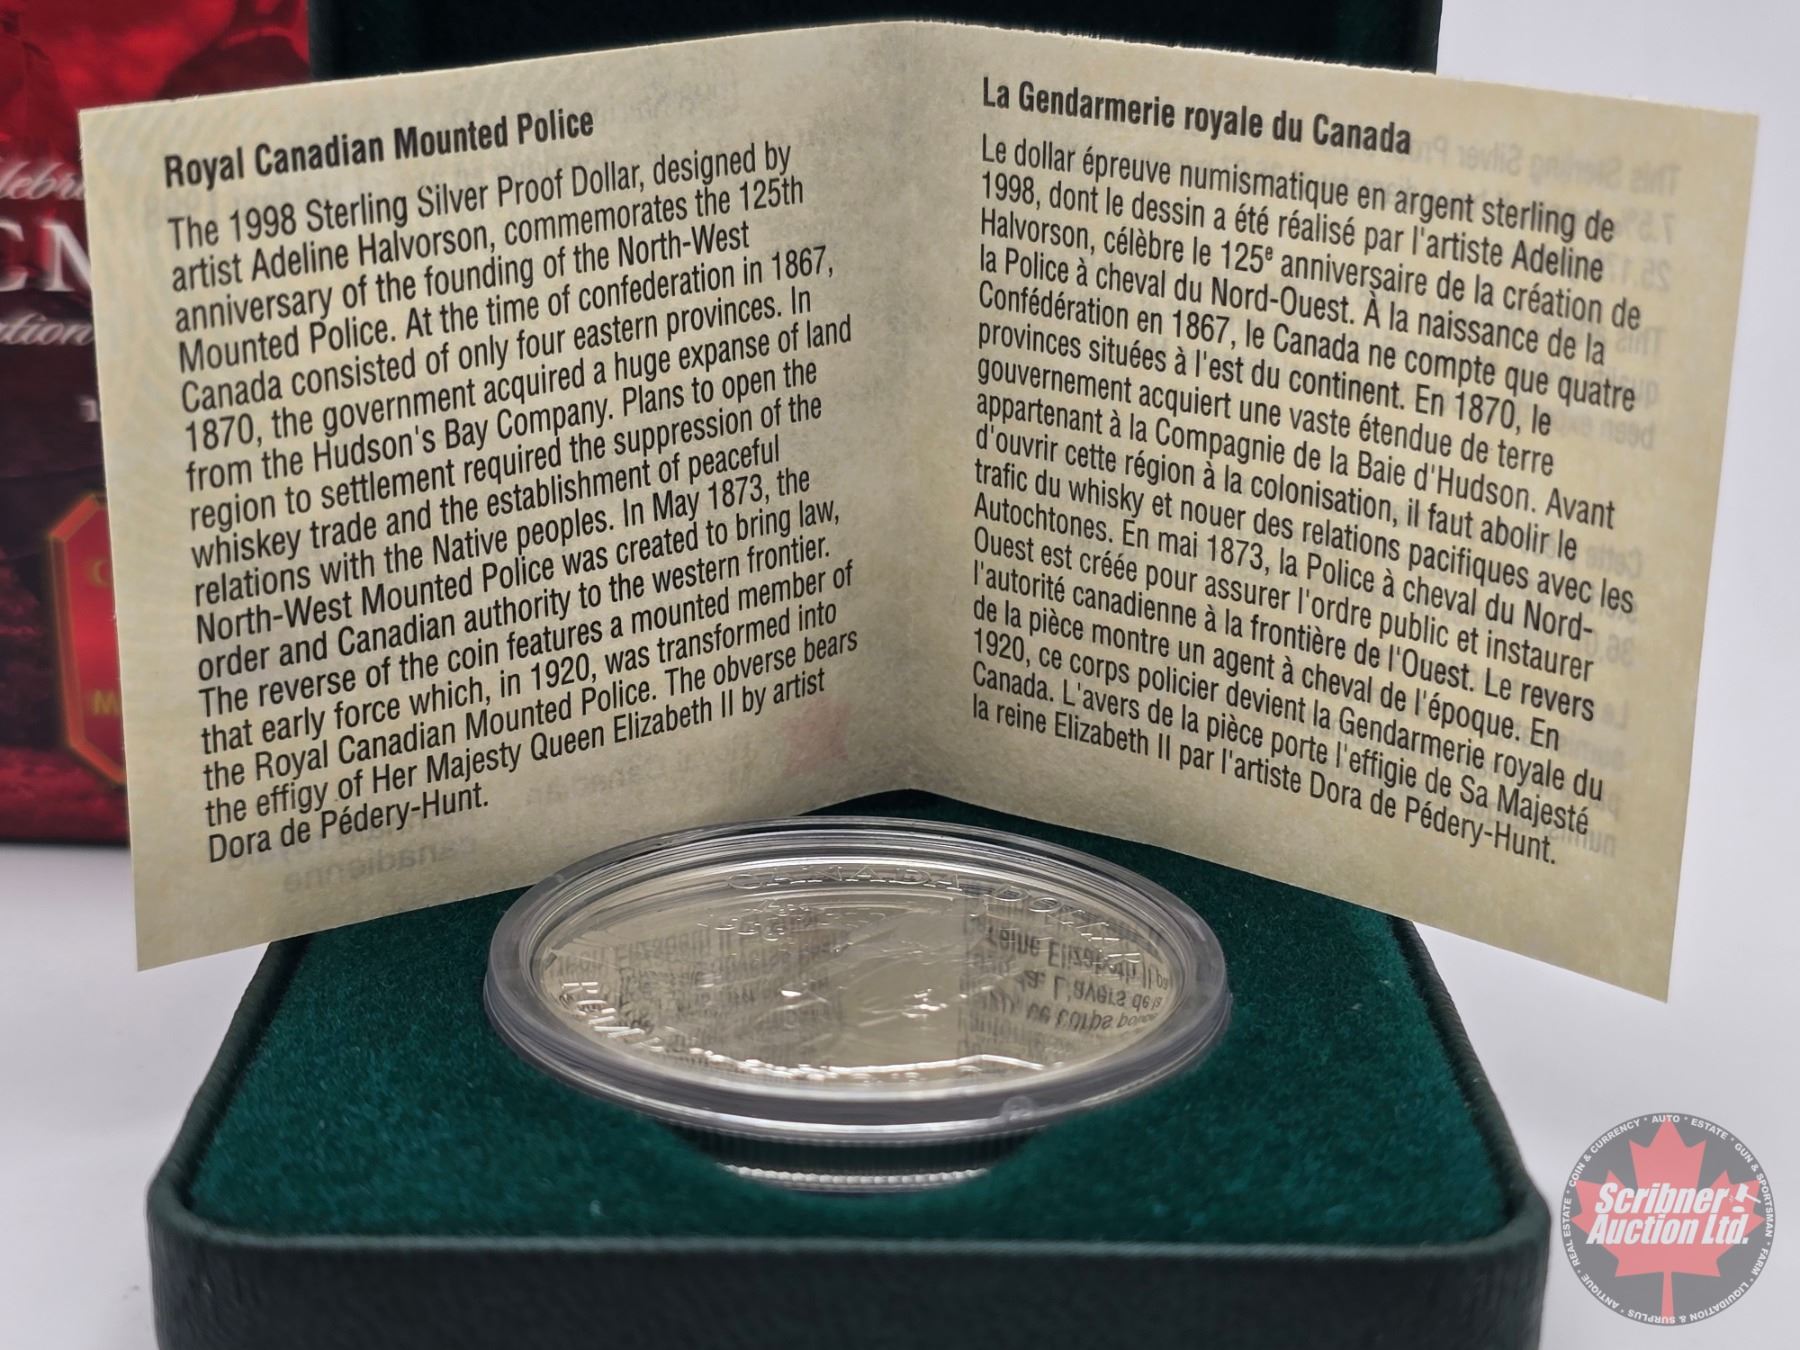 Royal Canadian Mounted Police
The 1998 Sterling Silver Proof Dollar, designed by
artist Adeline Halvorson, commemorates the 125th
anniversary of the founding of the North-West
Mounted Police. At the time of confederation in 1867,
Canada consisted of only four eastern provinces. In
1870, the government acquired a huge expanse of land
from the Hudson's Bay Company. Plans to open the
region to settlement required the suppression of the
whiskey trade and the establishment of peaceful
relations with the Native peoples. In May 1873, the
North-West Mounted Police was created to bring law,
order and Canadian authority to the western frontier.
The reverse of the coin features a mounted member of
that early force which, in 1920, was transformed into
the Royal Canadian Mounted Police. The obverse bears
the effigy of Her Majesty Queen Elizabeth II by artist
Dora de Pédery-Hunt.
La Gendarmerie royale du Canada
Le dollar épreuve numismatique en argent sterling de
1998, dont le dessin a été réalisé par l'artiste Adeline
Halvorson, célèbre le 125e anniversaire de la création de
la Police à cheval du Nord-Ouest. À la naissance de la
Confédération en 1867, le Canada ne compte que quatre
provinces situées à l'est du continent. En 1870, le
gouvernement acquiert une vaste étendue de terre
appartenant à la Compagnie de la Baie d'Hudson. Avant
d'ouvrir cette région à la colonisation, il faut abolir le
trafic du whisky et nouer des relations pacifiques avec les
Autochtones. En mai 1873, la Police à cheval du Nord-
Ouest est créée pour assurer l'ordre public et instaurer
l'autorité canadienne à la frontière de l'Ouest. Le revers
de la pièce montre un agent à cheval de l'époque. En
1920, ce corps policier devient la Gendarmerie royale du
Canada. L'avers de la pièce porte l'effigie de Sa Majesté
la reine Elizabeth II par l'artiste Dora de Pédery-Hunt.
CANADA DOLLAR
Scribner
Auction Ltd.
COIN & CURRENCY · AUTO · ESTATE · GUN & SPORTSMAN · FARM · LIQUIDATION & SURPLUS · ANTIQUE · REAL ESTATE